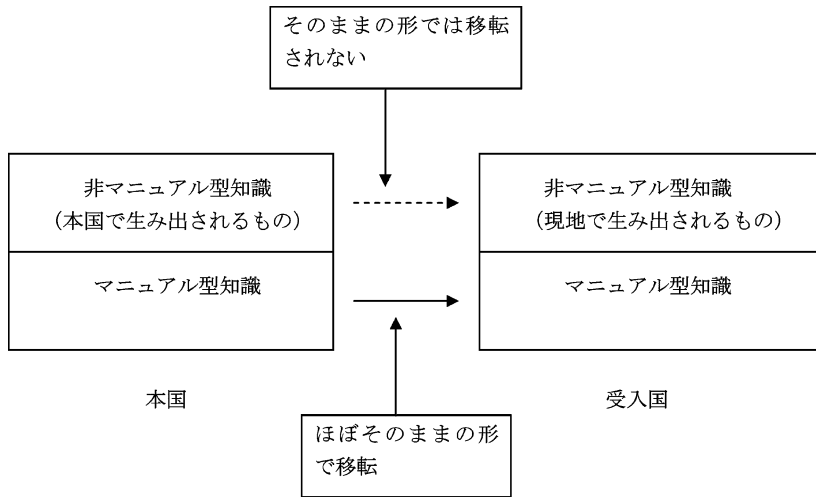 そのままの形では移転
されない
非マニュアル型知識
（本国で生み出されるもの）
マニュアル型知識
非マニュアル型知識
（現地で生み出されるもの）
マニュアル型知識
本国
受入国
ほぼそのままの形
で移転